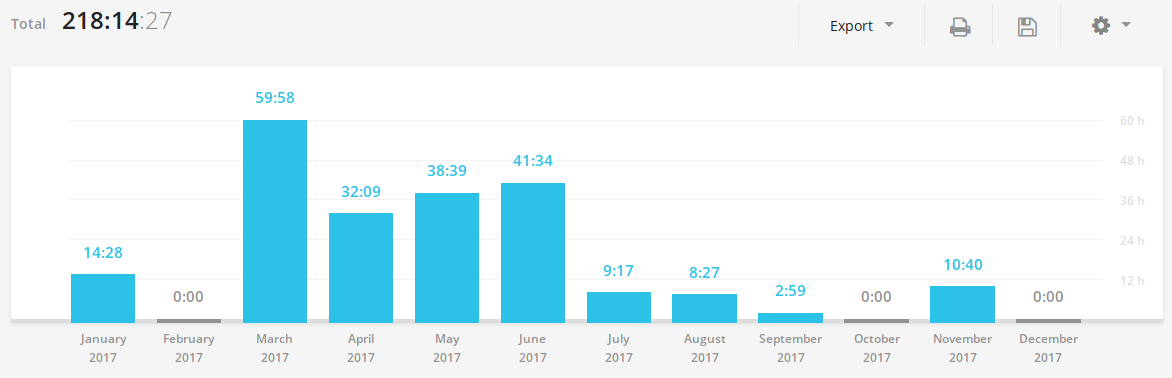 Total 218:14:27
Export
59:58
60 h
41:34
48 h
38:39
32:09
36 h
14:28
24 h
10:40
9:17
8:27
12 h
2:59
0:00
0:00
0:00
January February March April May June July August September October November December
2017 2017 2017 2017 2017 2017 2017 2017 2017 2017 2017 2017